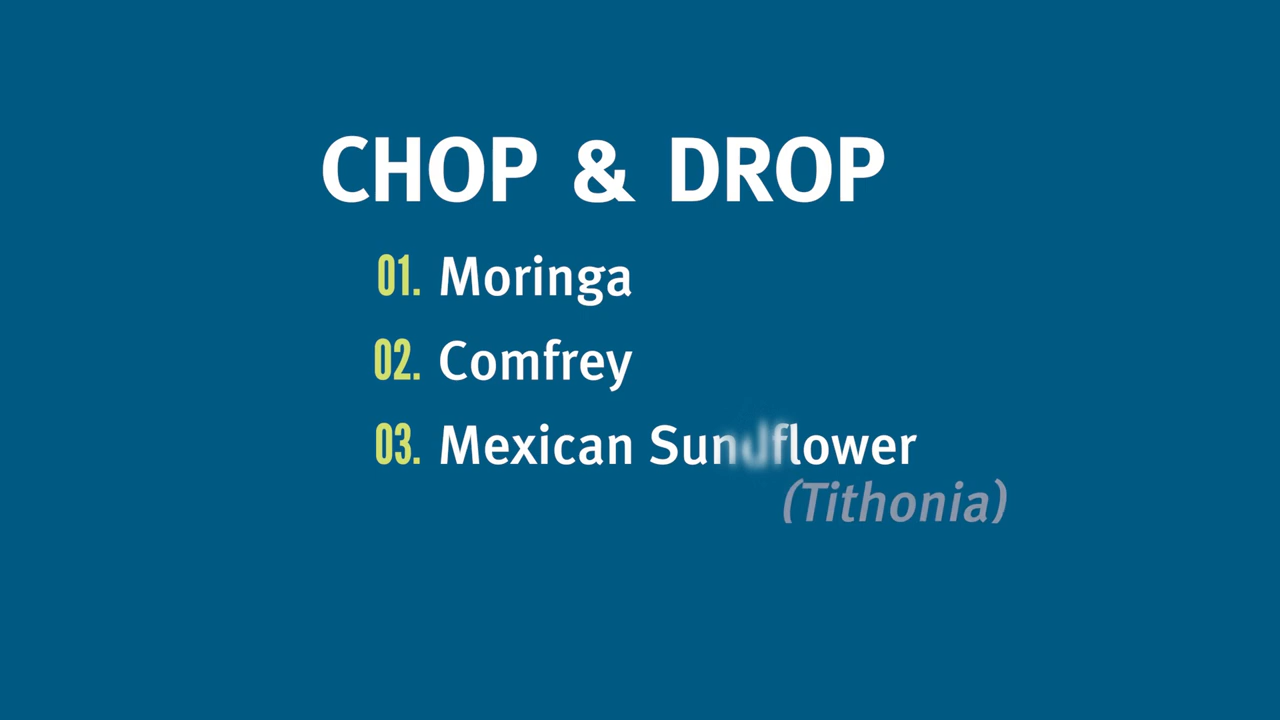 CHOP & DROP
01. Moringa
02. Comfrey
03. Mexican Sunflower
(Tithonia)